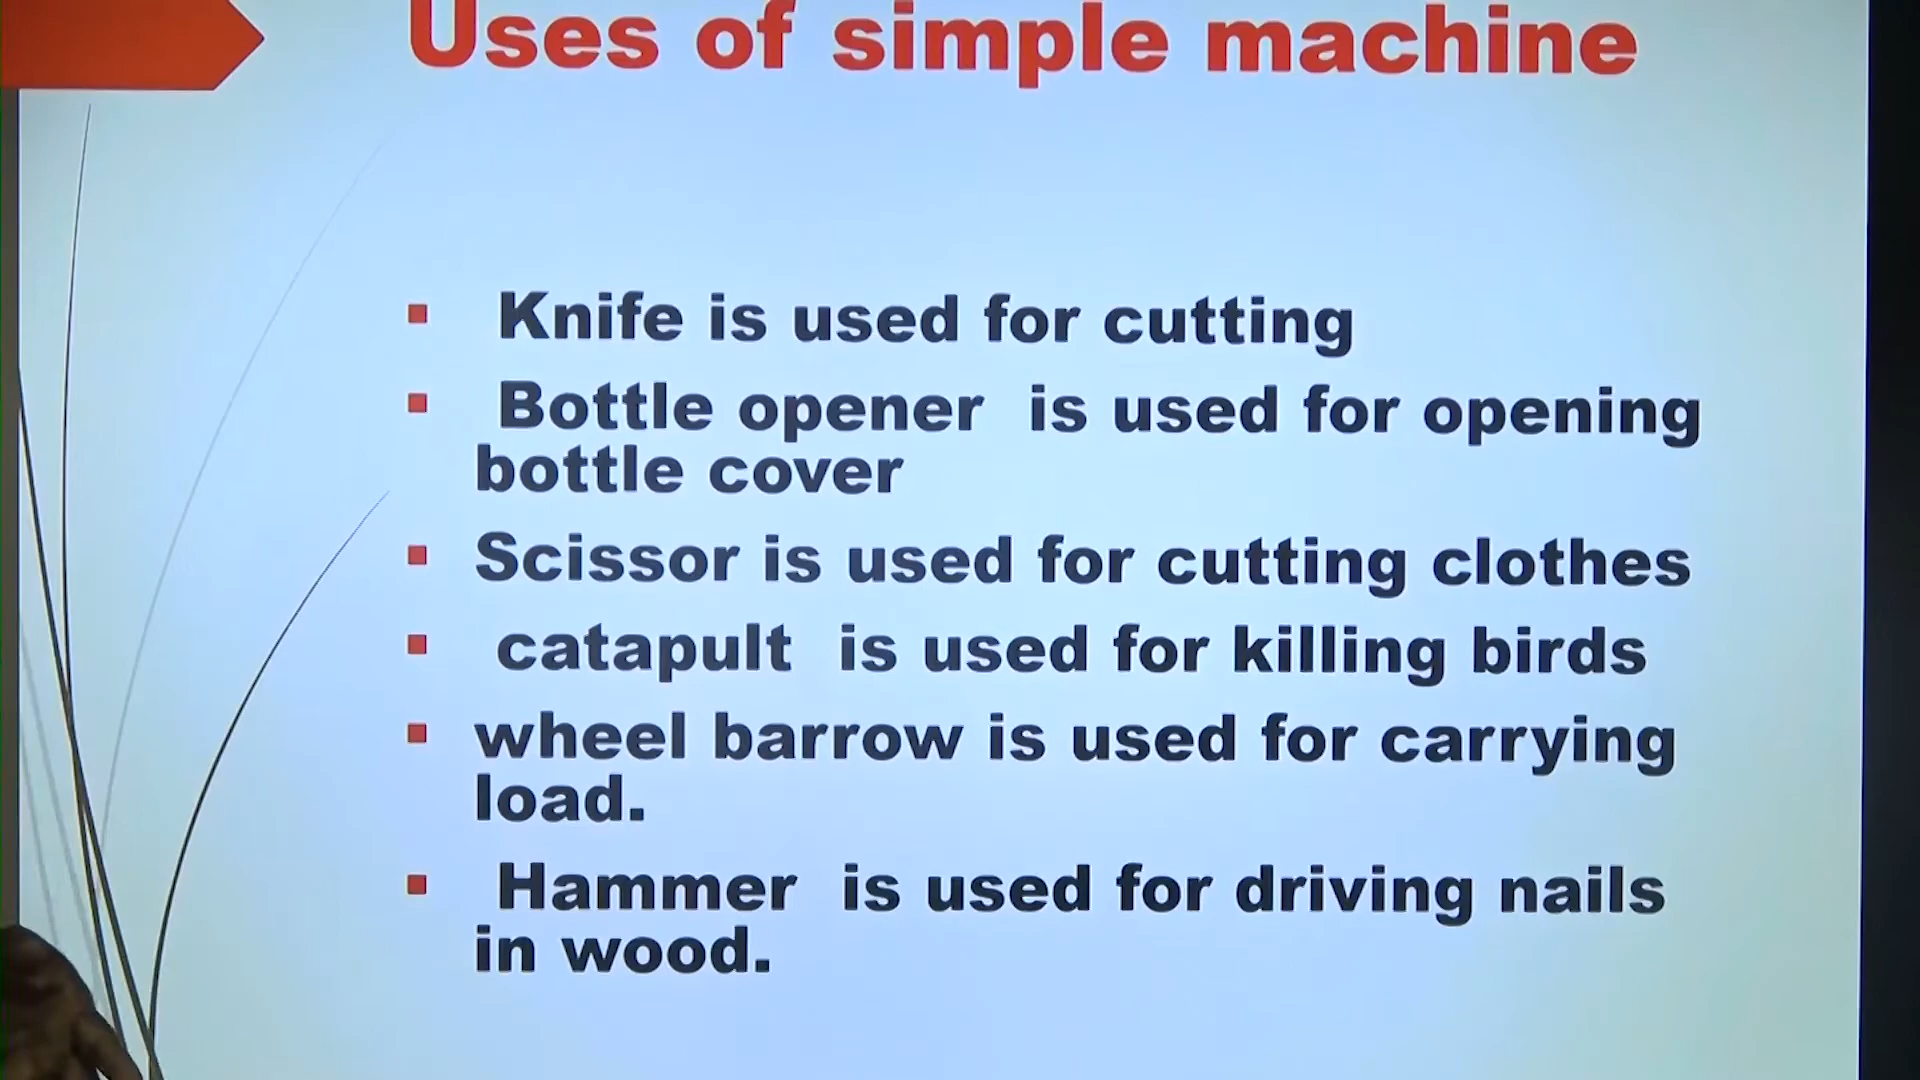 Uses of simple machine
Knife is used for cutting
Bottle opener is used for opening
bottle cover
Scissor is used for cutting clothes
catapult is used for killing birds
wheel barrow is used for carrying
load.
Hammer is used for driving nails
in wood.